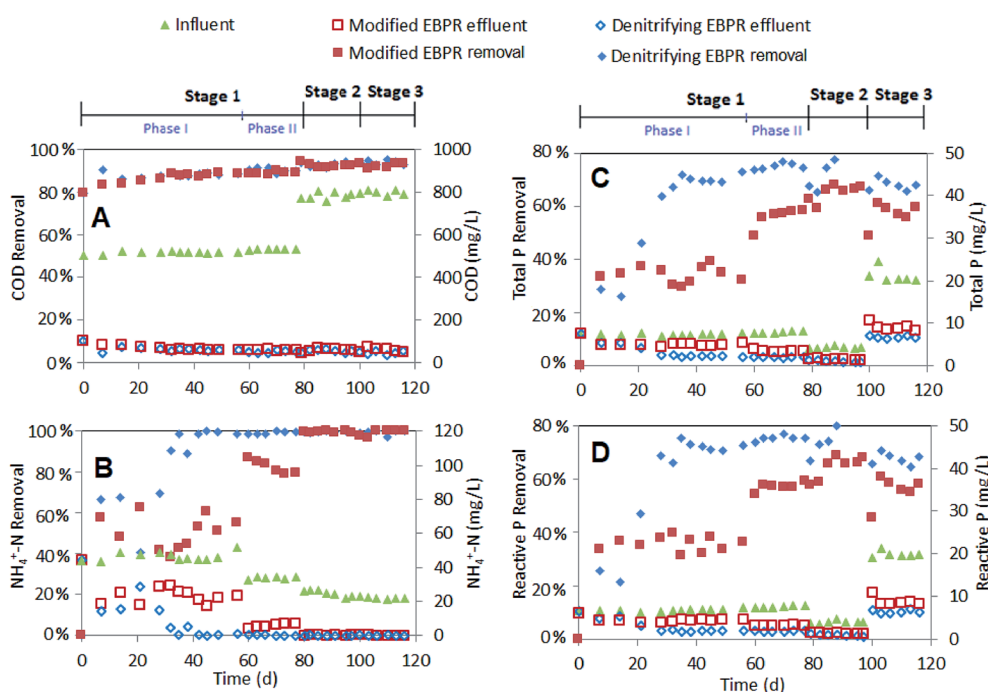 Influent
Modified EBPR effluent
Denitrifying EBPR effluent
Modified EBPR removal
Denitrifying EBPR removal
Stage 1
Stage 2
Stage 3
Phase I
Phase II
Stage 1
Stage 2
Stage 3
Phase I
Phase II
100 %
80 %
60 %
40 %
20 %
0 %
COD Removal
A
1000
800
600
400
200
0
COD (mg/L)
0
20
40
60
80
100
120
80 %
60 %
40 %
20 %
0 %
Total P Removal
C
50
40
30
20
10
0
Total P (mg/L)
0
20
40
60
80
100
120
100 %
80 %
60 %
40 %
20 %
0 %
NH₄⁺-N Removal
B
120
100
80
60
40
20
0
NH₄⁺-N (mg/L)
0
20
40
60
80
100
120
Time (d)
80 %
60 %
40 %
20 %
0 %
Reactive P Removal
D
50
40
30
20
10
0
Reactive P (mg/L)
0
20
40
60
80
100
120
Time (d)